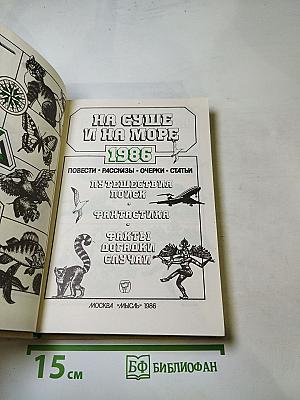 НА СУШЕ
И НА МОРЕ
1986
ПОВЕСТИ • РАССКАЗЫ • ОЧЕРКИ • СТАТЬИ
ПУТЕШЕСТВИЯ
ПОИСК
•
ФАНТАСТИКА
•
ФАКТЫ
ДОГАДКИ
СЛУЧАИ
МОСКВА «МЫСЛЬ» 1986
15 см
БФ БИБЛИОФАН